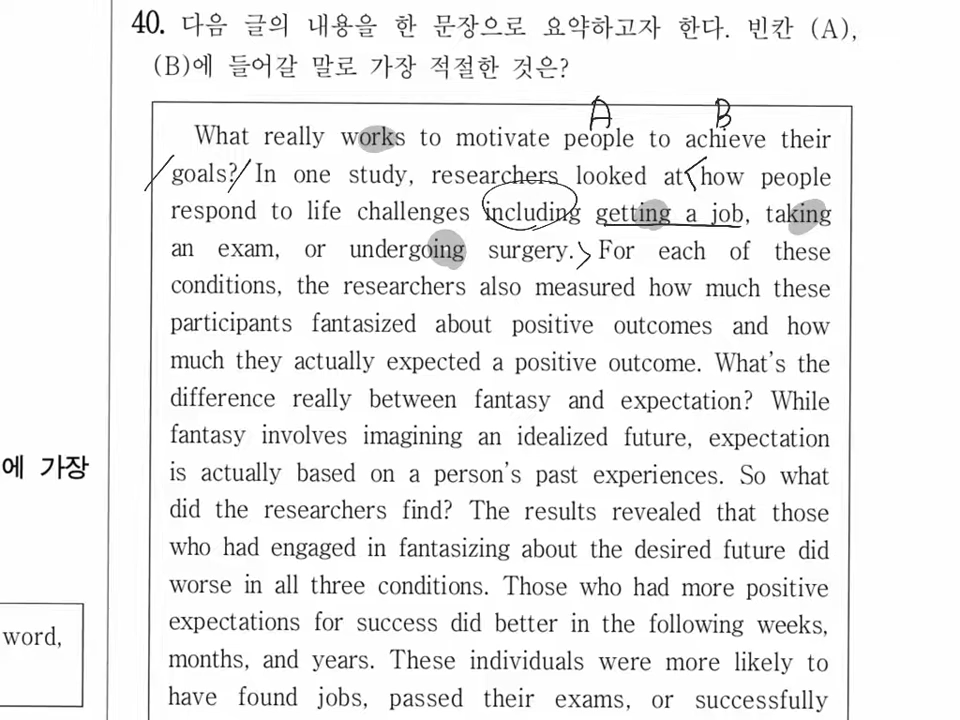 40. 다음 글의 내용을 한 문장으로 요약하고자 한다. 빈칸 (A),
(B)에 들어갈 말로 가장 적절한 것은?
A B
What really works to motivate people to achieve their
goals? In one study, researchers looked at how people
respond to life challenges including getting a job, taking
an exam, or undergoing surgery. For each of these
conditions, the researchers also measured how much these
participants fantasized about positive outcomes and how
much they actually expected a positive outcome. What's the
difference really between fantasy and expectation? While
fantasy involves imagining an idealized future, expectation
is actually based on a person's past experiences. So what
did the researchers find? The results revealed that those
who had engaged in fantasizing about the desired future did
worse in all three conditions. Those who had more positive
expectations for success did better in the following weeks,
months, and years. These individuals were more likely to
have found jobs, passed their exams, or successfully
에 가장
word,